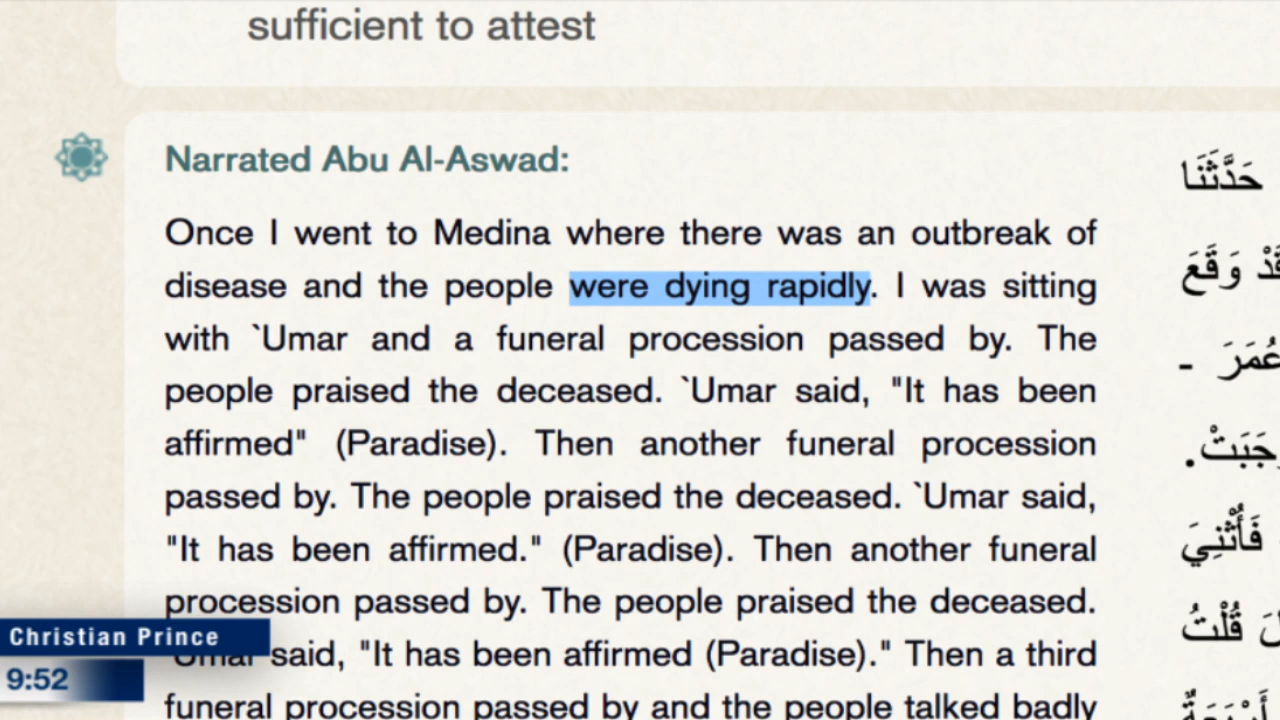 sufficient to attest
Narrated Abu Al-Aswad:
Once I went to Medina where there was an outbreak of
disease and the people were dying rapidly. I was sitting
with `Umar and a funeral procession passed by. The
people praised the deceased. `Umar said, "It has been
affirmed" (Paradise). Then another funeral procession
passed by. The people praised the deceased. `Umar said,
"It has been affirmed." (Paradise). Then another funeral
procession passed by. The people praised the deceased.
`Umar said, "It has been affirmed (Paradise)." Then a third
funeral procession passed by and the people talked badly
حَدَّثَنَا
وَقَعَ
عُمَرَ -
فَأُثْنِيَ
قُلْتُ
Christian Prince
9:52